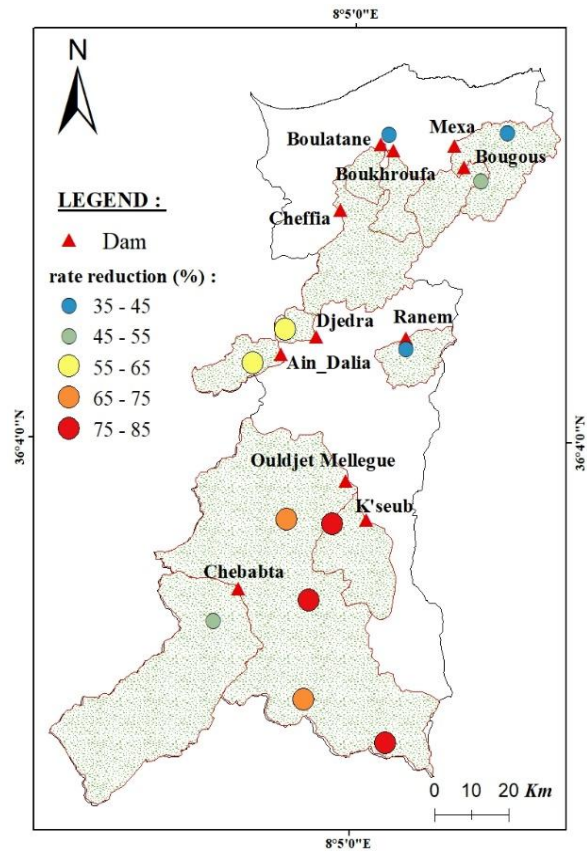 8°5'0"E
N
Boulatane
Mexa
Bougous
Boukhroufa
LEGEND :
Cheffia
Dam
rate reduction (%) :
35 - 45
45 - 55
55 - 65
65 - 75
75 - 85
Djedra
Ranem
Ain_Dalia
36°4'0"N
36°4'0"N
Ouldjet Mellegue
K'seub
Chebabta
0 10 20 Km
8°5'0"E